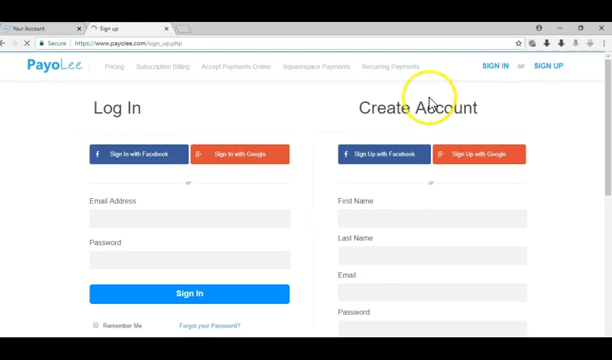 Your Account
Sign up
Secure
https://www.payolee.com/sign_up.php
PayoLee
Pricing
Subscription Billing
Accept Payments Online
Squarespace Payments
Recurring Payments
SIGN IN or SIGN UP
Log In
Create Account
f Sign In with Facebook
g+ Sign In with Google
f Sign Up with Facebook
g+ Sign Up with Google
or
or
Email Address
First Name
Password
Last Name
Email
Sign In
Password
Remember Me
Forgot your Password?